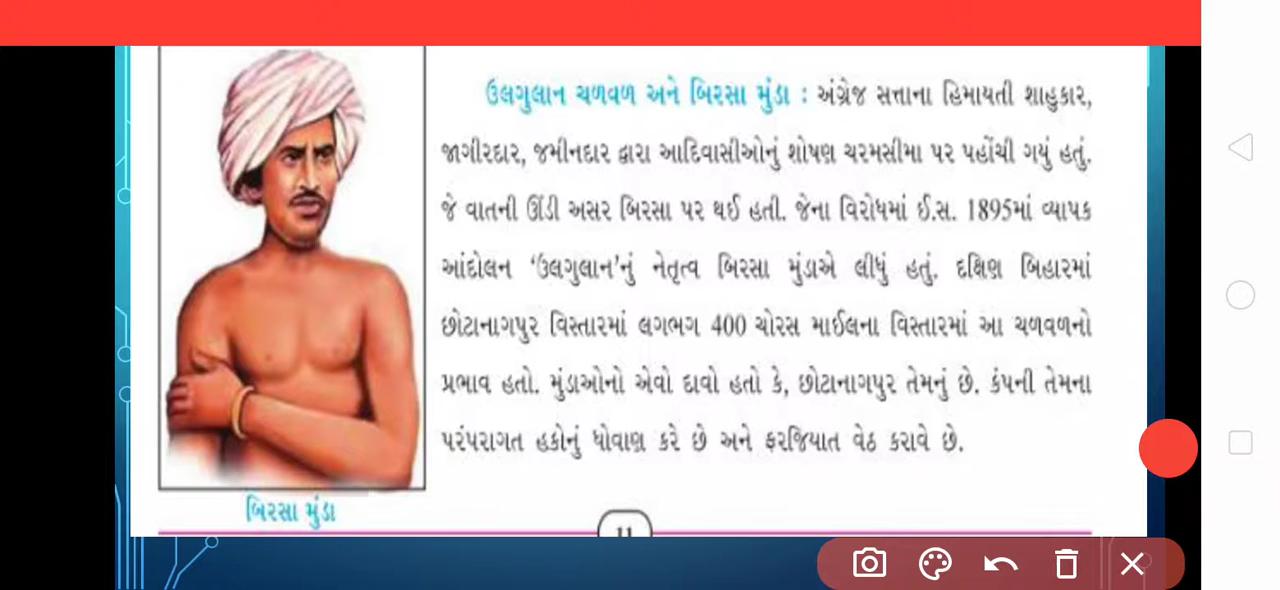 ઉલગુલાન ચળવળ અને બિરસા મુંડા : અંગ્રેજ સત્તાના હિમાયતી શાહુકાર,
જાગીરદાર, જમીનદાર દ્વારા આદિવાસીઓનું શોષણ ચરમસીમા પર પહોંચી ગયું હતું.
જે વાતની ઊંડી અસર બિરસા પર થઈ હતી. જેના વિરોધમાં ઈ.સ. 1895માં વ્યાપક
આંદોલન ‘ઉલગુલાન’નું નેતૃત્વ બિરસા મુંડાએ લીધું હતું. દક્ષિણ બિહારમાં
છોટાનાગપુર વિસ્તારમાં લગભગ 400 ચોરસ માઈલના વિસ્તારમાં આ ચળવળનો
પ્રભાવ હતો. મુંડાઓનો એવો દાવો હતો કે, છોટાનાગપુર તેમનું છે. કંપની તેમના
પરંપરાગત હકોનું ધોવાણ કરે છે અને ફરજિયાત વેઠ કરાવે છે.
બિરસા મુંડા
11